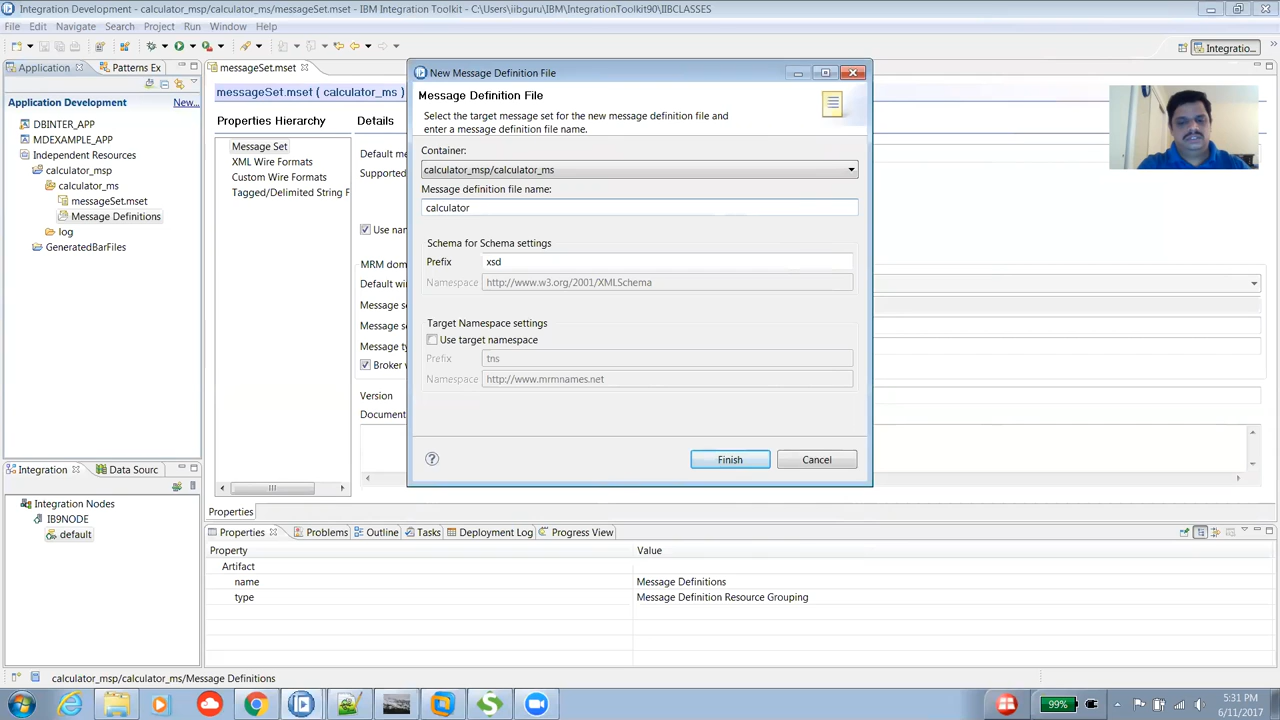 Integration Development - calculator_msp/calculator_ms/messageSet.mset - IBM Integration Toolkit - C:\Users\iibguru\IBM\IntegrationToolkit90\IIBCLASSES
File Edit Navigate Search Project Run Window Help
Integratio...
Application
Patterns Ex
Application Development
New...
DBINTER_APP
MDEXAMPLE_APP
Independent Resources
calculator_msp
calculator_ms
messageSet.mset
Message Definitions
log
GeneratedBarFiles
messageSet.mset
messageSet.mset ( calculator_ms )
Properties Hierarchy
Details
Message Set
XML Wire Formats
Custom Wire Formats
Tagged/Delimited String F
Default me
Supported
Use nam
MRM dom
Default wi
Message se
Message se
Message ty
Broker v
Version
Document
Properties
New Message Definition File
Message Definition File
Select the target message set for the new message definition file and
enter a message definition file name.
Container:
calculator_msp/calculator_ms
Message definition file name:
calculator
Schema for Schema settings
Prefix xsd
Namespace http://www.w3.org/2001/XMLSchema
Target Namespace settings
Use target namespace
Prefix tns
Namespace http://www.mrmnames.net
Finish Cancel
Integration
Data Sourc
Integration Nodes
IB9NODE
default
Properties Problems Outline Tasks Deployment Log Progress View
Property Value
Artifact
name Message Definitions
type Message Definition Resource Grouping
calculator_msp/calculator_ms/Message Definitions
99%
5:31 PM
6/11/2017